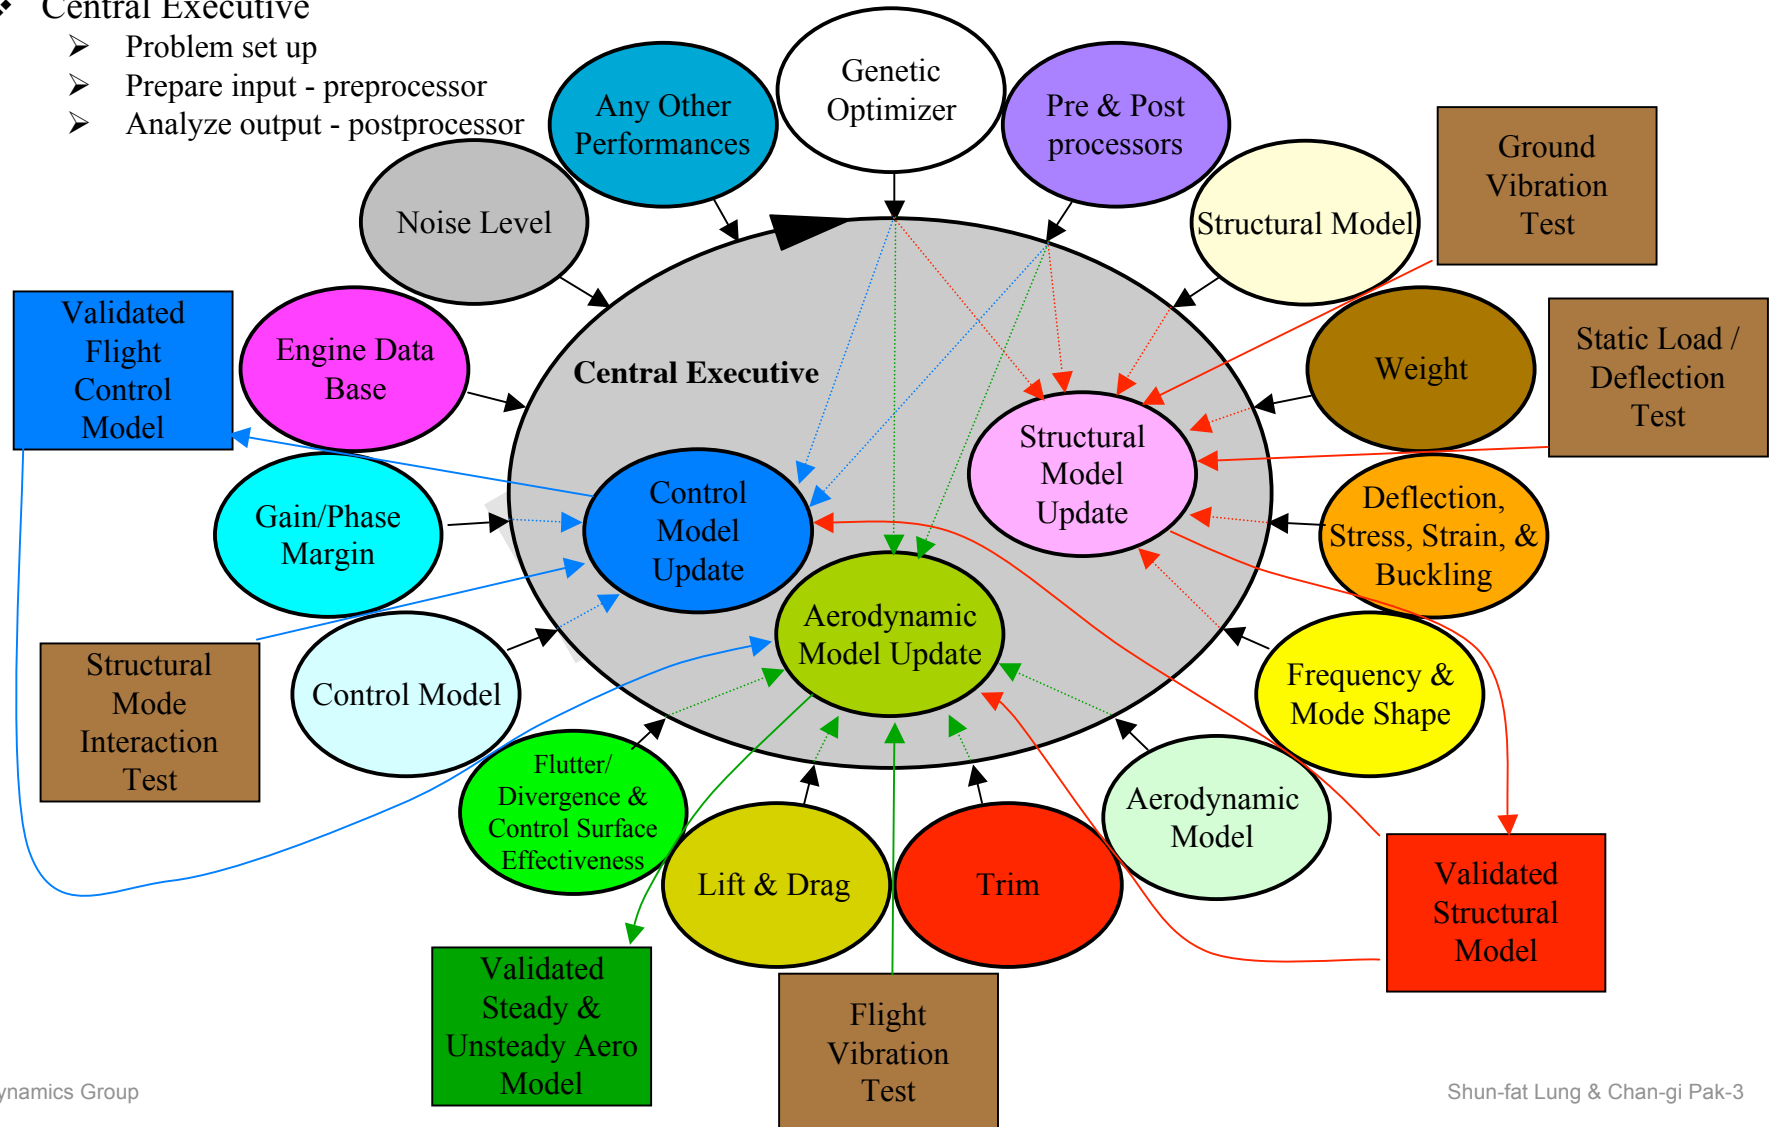 Central Executive
Problem set up
Prepare input - preprocessor
Analyze output - postprocessor
Any Other
Performances
Genetic
Optimizer
Pre & Post
processors
Structural Model
Ground
Vibration
Test
Noise Level
Validated
Flight
Control
Model
Engine Data
Base
Central Executive
Weight
Static Load /
Deflection
Test
Structural
Model
Update
Control
Model
Update
Gain/Phase
Margin
Deflection,
Stress, Strain, &
Buckling
Aerodynamic
Model Update
Structural
Mode
Interaction
Test
Control Model
Frequency &
Mode Shape
Flutter/
Divergence &
Control Surface
Effectiveness
Lift & Drag
Trim
Aerodynamic
Model
Validated
Structural
Model
Validated
Steady &
Unsteady Aero
Model
Flight
Vibration
Test
ynamics Group
Shun-fat Lung & Chan-gi Pak-3